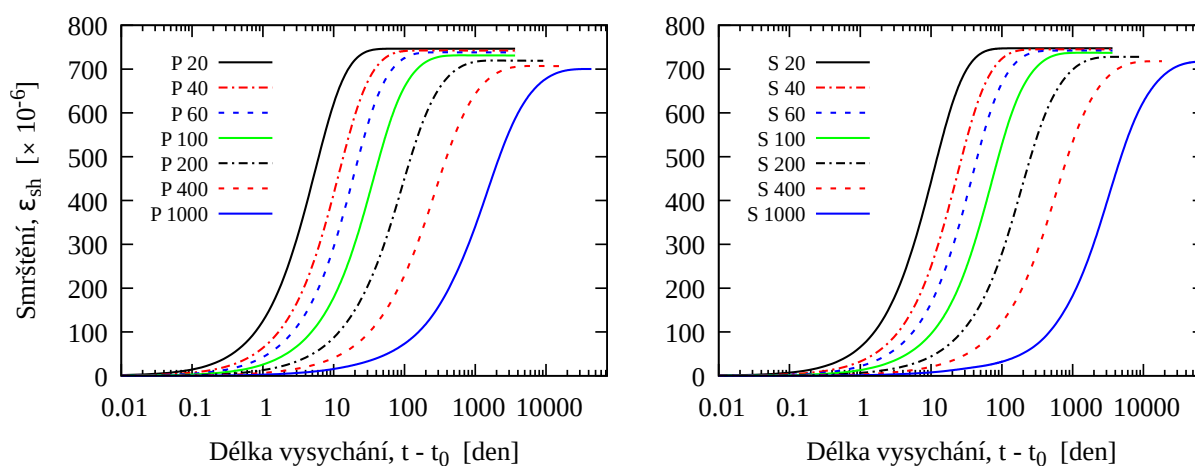 800
700
600
500
400
300
200
100
0
Smrštění, ε_sh [× 10^-6]
P 20
P 40
P 60
P 100
P 200
P 400
P 1000
0.01 0.1 1 10 100 1000 10000
Délka vysychání, t - t_0 [den]
800
700
600
500
400
300
200
100
0
S 20
S 40
S 60
S 100
S 200
S 400
S 1000
0.01 0.1 1 10 100 1000 10000
Délka vysychání, t - t_0 [den]